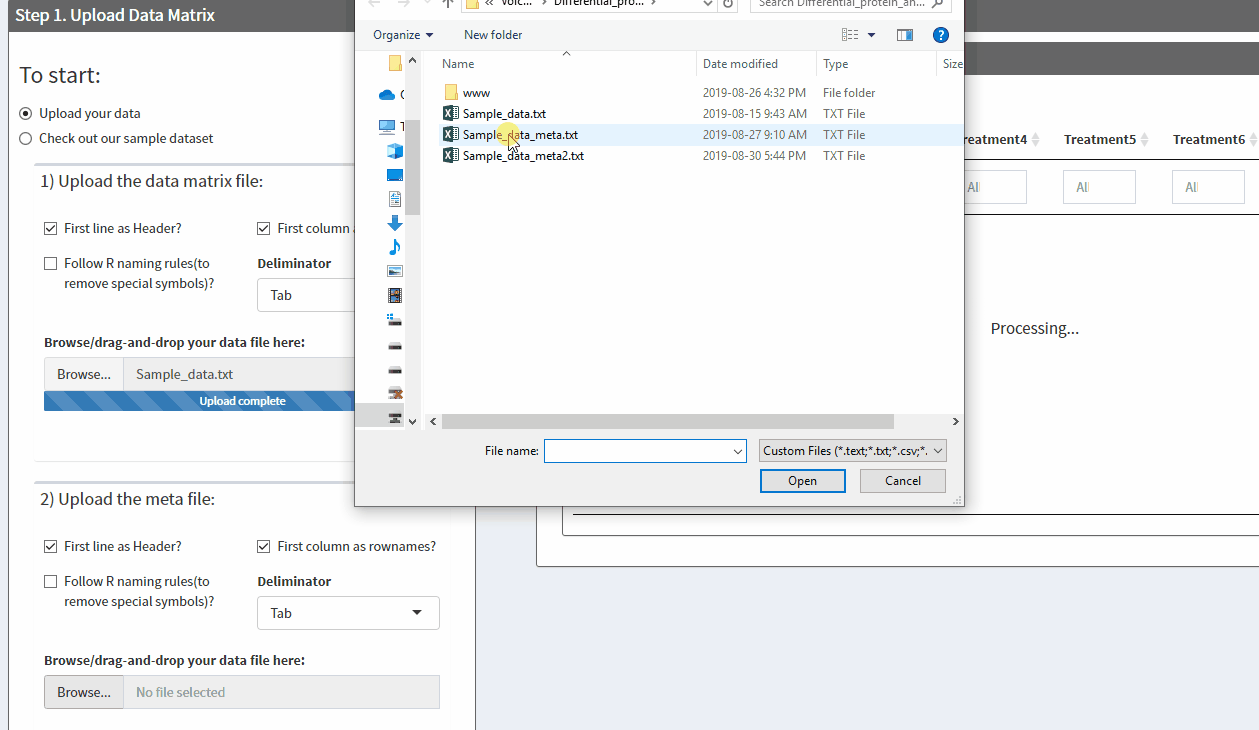 Step 1. Upload Data Matrix
To start:
Upload your data
Check out our sample dataset
1) Upload the data matrix file:
First line as Header?
First column
Follow R naming rules(to
remove special symbols)?
Deliminator
Tab
Browse/drag-and-drop your data file here:
Browse... Sample_data.txt
Upload complete
2) Upload the meta file:
First line as Header?
First column as rownames?
Follow R naming rules(to
remove special symbols)?
Deliminator
Tab
Browse/drag-and-drop your data file here:
Browse... No file selected
« Volc... › Differential_pro... ›
Search Differential_protein_an...
Organize New folder
Name Date modified Type Size
www 2019-08-26 4:32 PM File folder
Sample_data.txt 2019-08-15 9:43 AM TXT File
Sample_data_meta.txt 2019-08-27 9:10 AM TXT File
Sample_data_meta2.txt 2019-08-30 5:44 PM TXT File
File name:
Custom Files (*.text;*.txt;*.csv;*.
Open Cancel
reatment4 Treatment5 Treatment6
All All All
Processing...